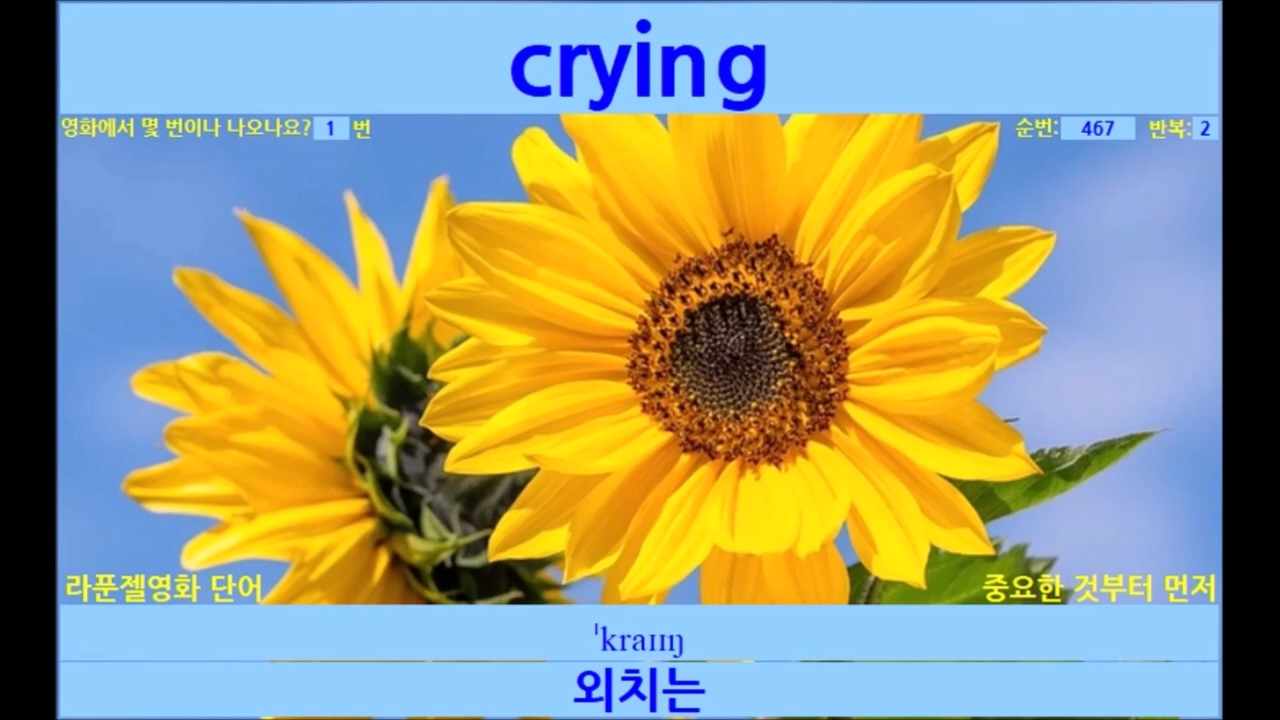 crying
영화에서 몇 번이나 나오나요? 1 번
순번: 467 반복: 2
라푼젤영화 단어
중요한 것부터 먼저
ˈkraɪɪŋ
외치는